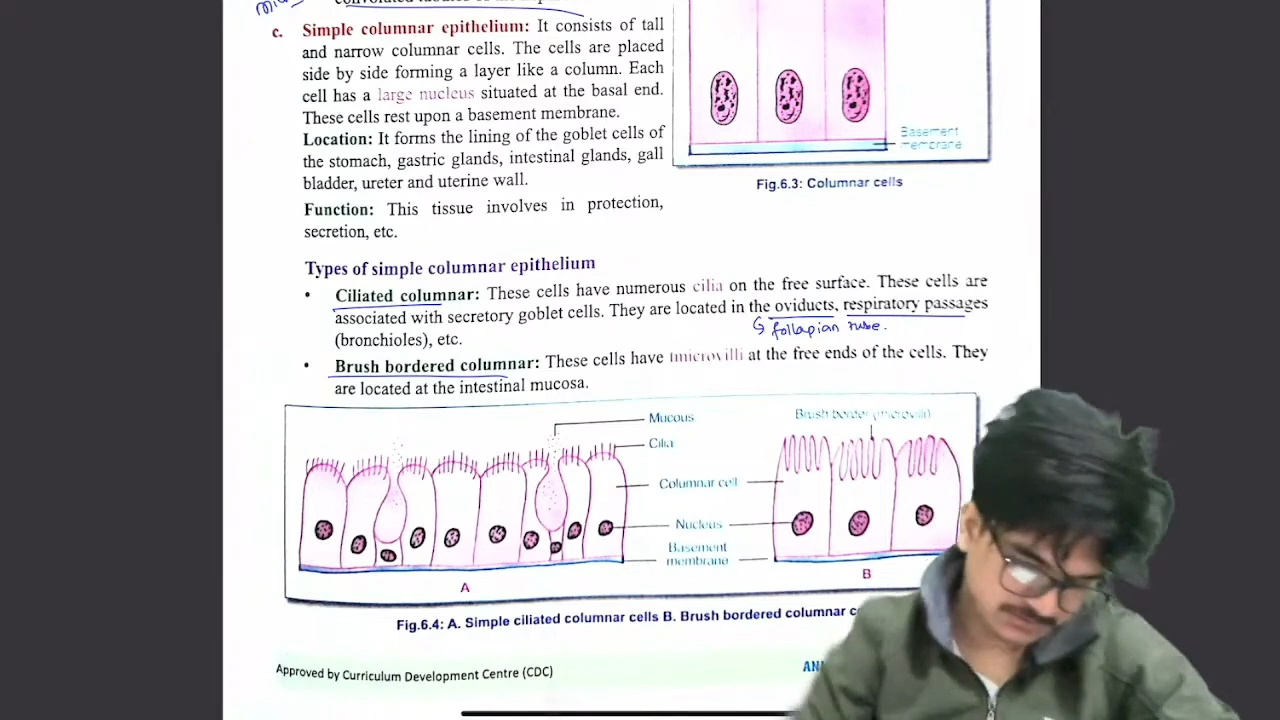 c. Simple columnar epithelium: It consists of tall
and narrow columnar cells. The cells are placed
side by side forming a layer like a column. Each
cell has a large nucleus situated at the basal end.
These cells rest upon a basement membrane.
Location: It forms the lining of the goblet cells of
the stomach, gastric glands, intestinal glands, gall
bladder, ureter and uterine wall.
Function: This tissue involves in protection,
secretion, etc.
Basement
membrane
Fig.6.3: Columnar cells
Types of simple columnar epithelium
• Ciliated columnar: These cells have numerous cilia on the free surface. These cells are
associated with secretory goblet cells. They are located in the oviducts, respiratory passages
follapian tube.
(bronchioles), etc.
• Brush bordered columnar: These cells have microvilli at the free ends of the cells. They
are located at the intestinal mucosa.
Mucous
Cilia
Columnar cell
Nucleus
Basement
membrane
A
Brush border (microvilli)
B
Fig.6.4: A. Simple ciliated columnar cells B. Brush bordered columnar
Approved by Curriculum Development Centre (CDC)